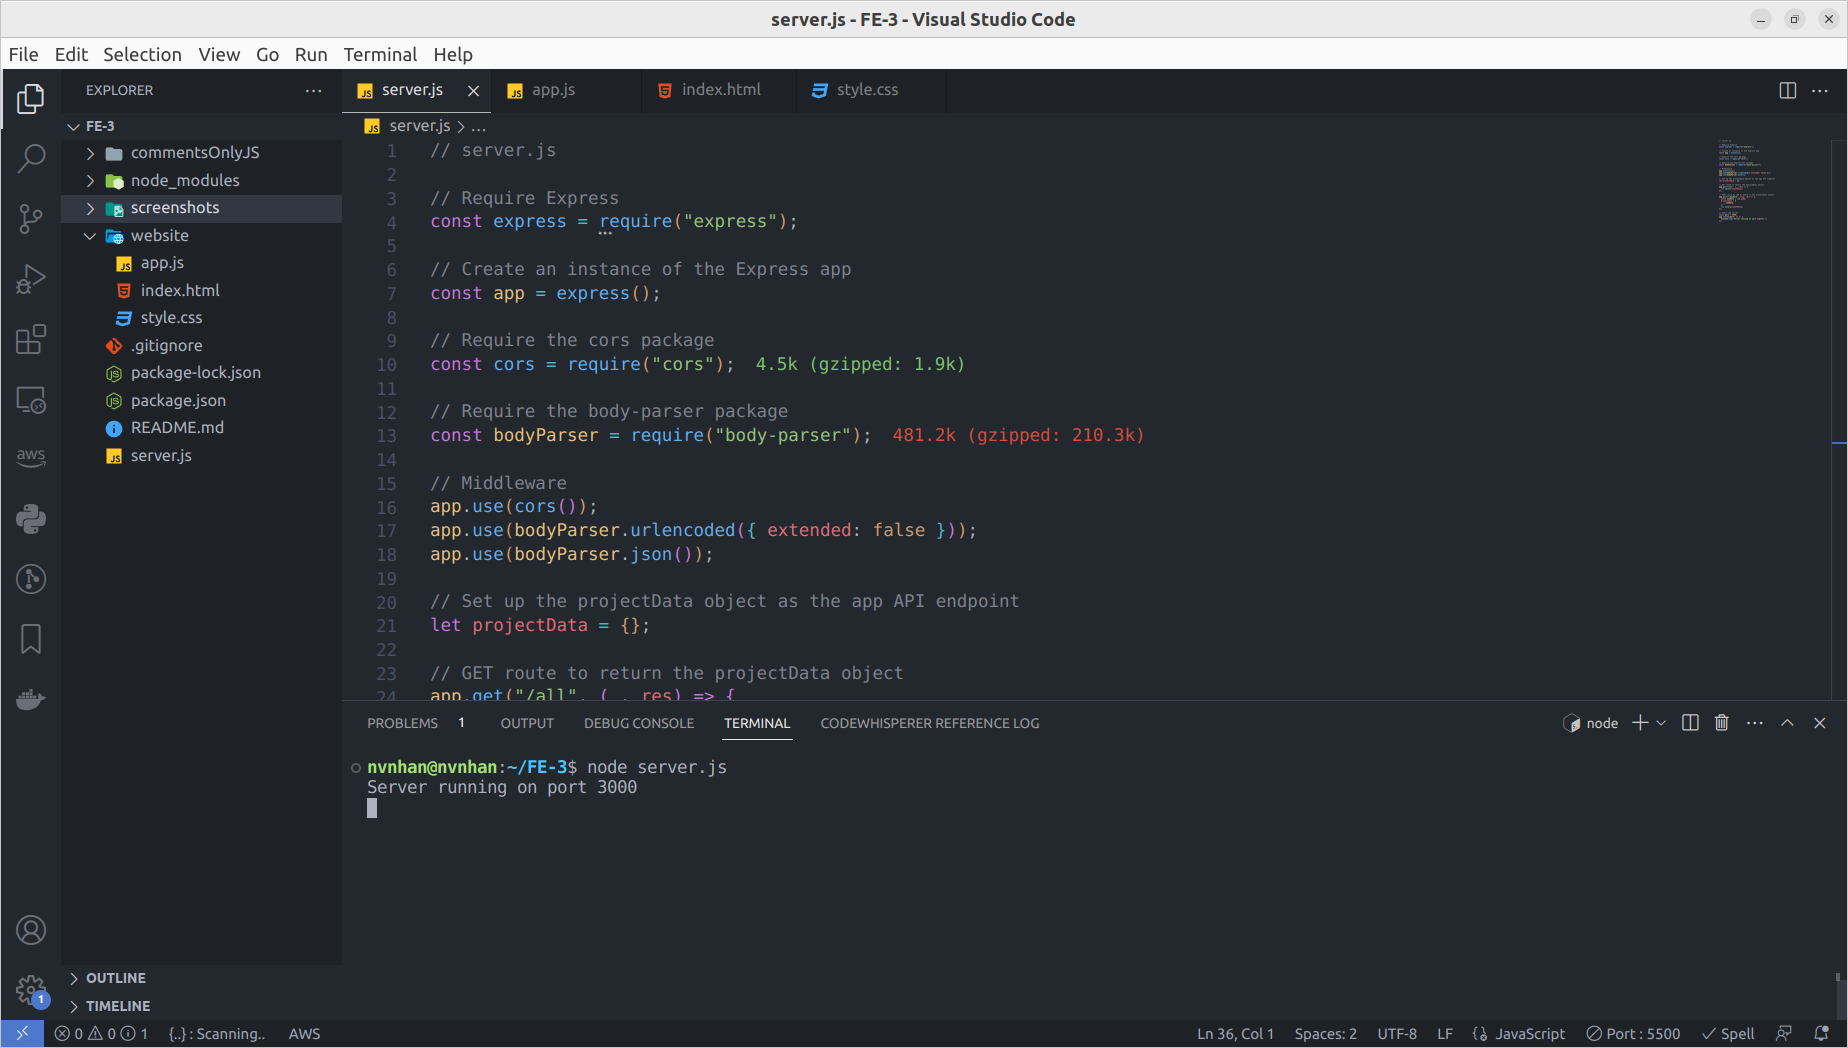 server.js - FE-3 - Visual Studio Code
File Edit Selection View Go Run Terminal Help
EXPLORER
server.js
app.js
index.html
style.css
FE-3
commentsOnlyJS
node_modules
screenshots
website
app.js
index.html
style.css
.gitignore
package-lock.json
package.json
README.md
server.js
aws
OUTLINE
TIMELINE
1
server.js > ...
1 // server.js
2
3 // Require Express
4 const express = require("express");
5
6 // Create an instance of the Express app
7 const app = express();
8
9 // Require the cors package
10 const cors = require("cors"); 4.5k (gzipped: 1.9k)
11
12 // Require the body-parser package
13 const bodyParser = require("body-parser"); 481.2k (gzipped: 210.3k)
14
15 // Middleware
16 app.use(cors());
17 app.use(bodyParser.urlencoded({ extended: false }));
18 app.use(bodyParser.json());
19
20 // Set up the projectData object as the app API endpoint
21 let projectData = {};
22
23 // GET route to return the projectData object
24 app.get("/all", (_, res) => {
PROBLEMS 1 OUTPUT DEBUG CONSOLE TERMINAL CODEWHISPERER REFERENCE LOG
node
nvnhan@nvnhan:~/FE-3$ node server.js
Server running on port 3000
0 0 1 {..} : Scanning.. AWS
Ln 36, Col 1 Spaces: 2 UTF-8 LF JavaScript Port : 5500 Spell